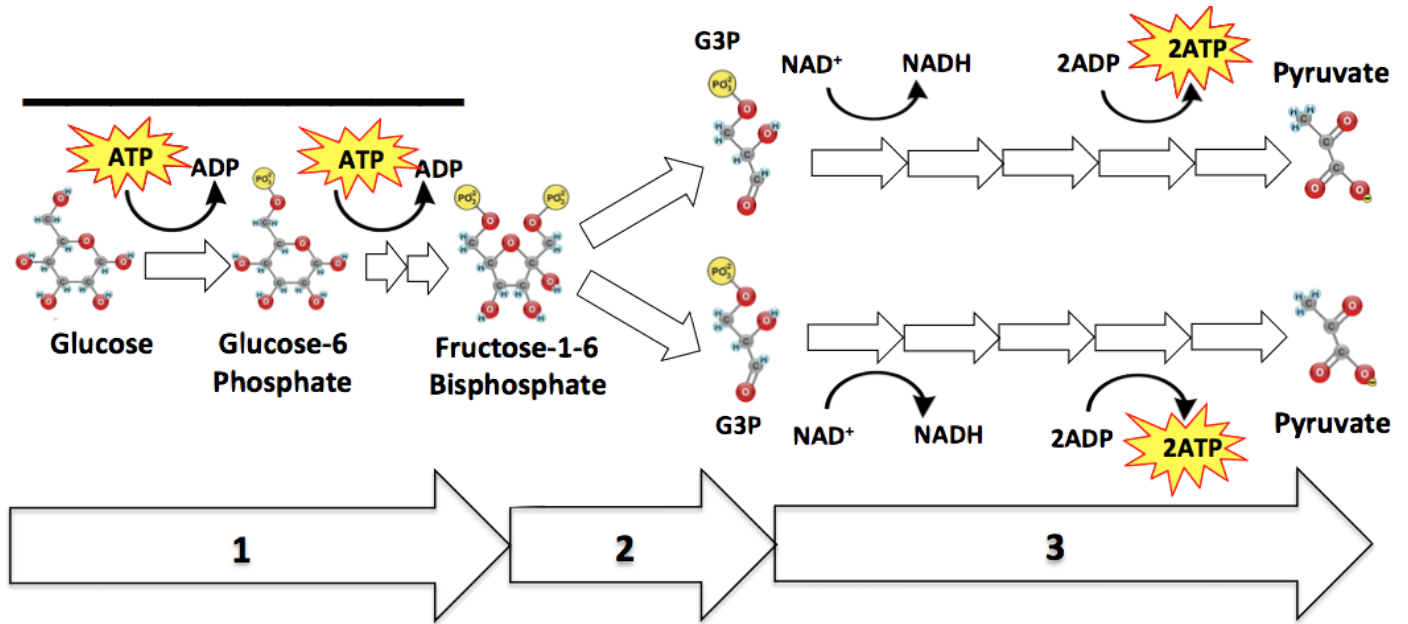 G3P
NAD⁺ NADH 2ADP 2ATP Pyruvate
ATP ADP ATP ADP
Glucose Glucose-6 Phosphate Fructose-1-6 Bisphosphate
G3P
NAD⁺ NADH 2ADP 2ATP Pyruvate
1 2 3